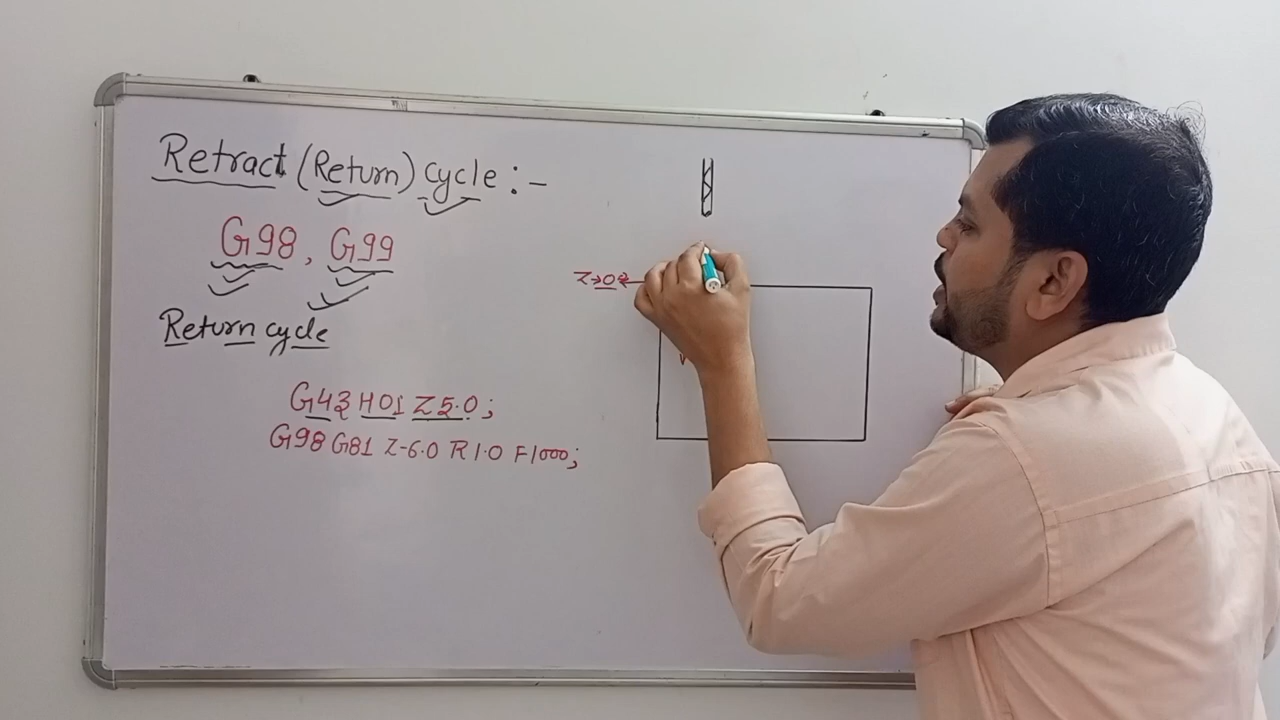 Retract (Return) cycle :-
G98, G99
Return cycle
G43 H01 Z5.0;
G98 G81 Z-6.0 R1.0 F1000;
Z→0